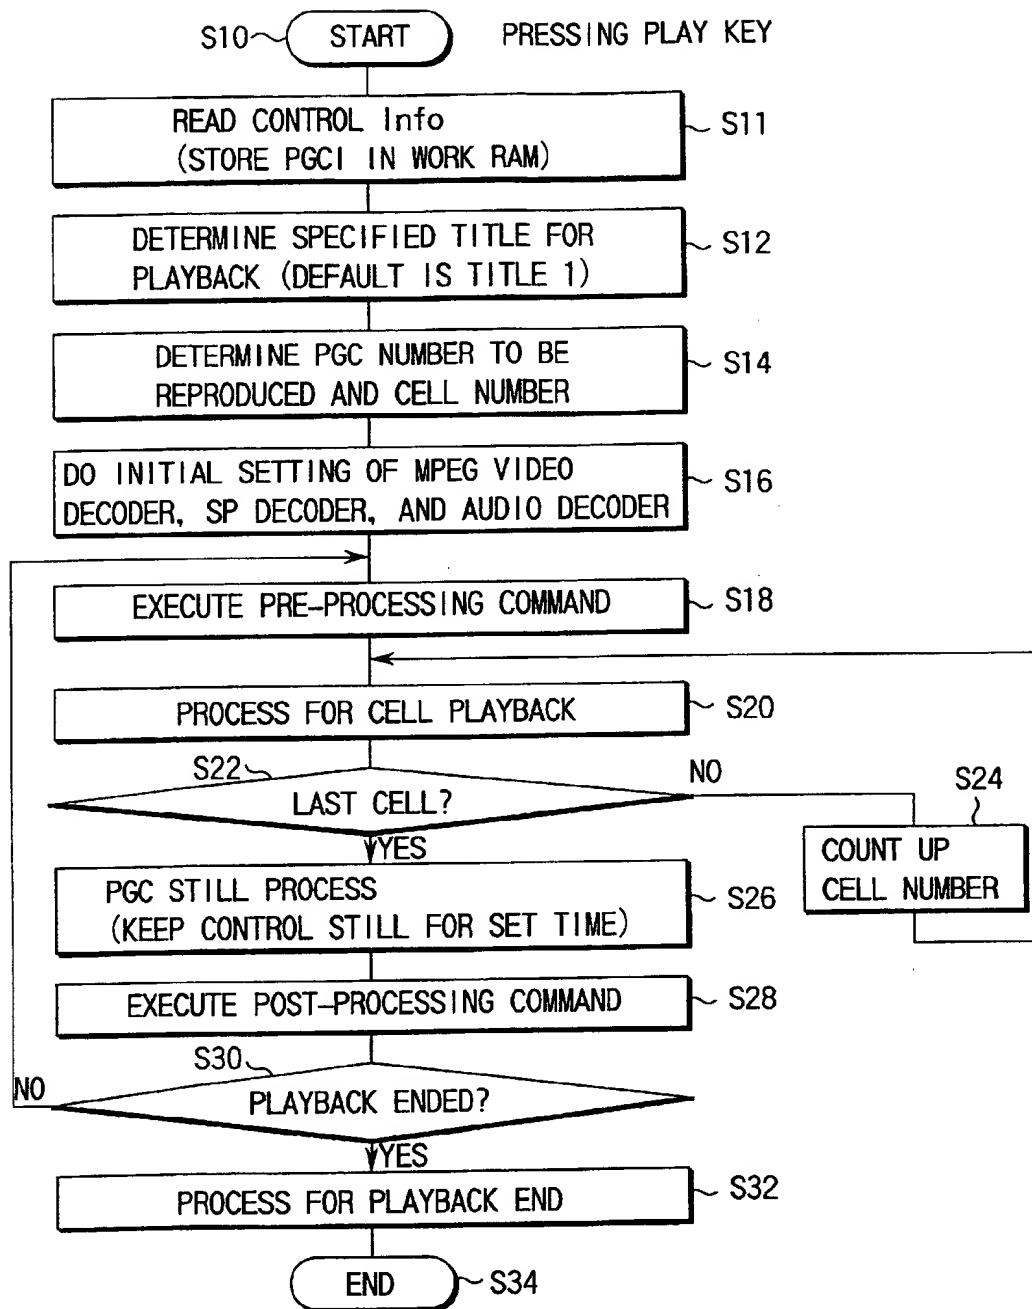 S10 START PRESSING PLAY KEY
READ CONTROL Info
(STORE PGCI IN WORK RAM)
S11
DETERMINE SPECIFIED TITLE FOR
PLAYBACK (DEFAULT IS TITLE 1)
S12
DETERMINE PGC NUMBER TO BE
REPRODUCED AND CELL NUMBER
S14
DO INITIAL SETTING OF MPEG VIDEO
DECODER, SP DECODER, AND AUDIO DECODER
S16
EXECUTE PRE-PROCESSING COMMAND
S18
PROCESS FOR CELL PLAYBACK
S20
S22
LAST CELL?
NO
S24
COUNT UP
CELL NUMBER
YES
PGC STILL PROCESS
(KEEP CONTROL STILL FOR SET TIME)
S26
EXECUTE POST-PROCESSING COMMAND
S28
S30
NO
PLAYBACK ENDED?
YES
PROCESS FOR PLAYBACK END
S32
END
S34